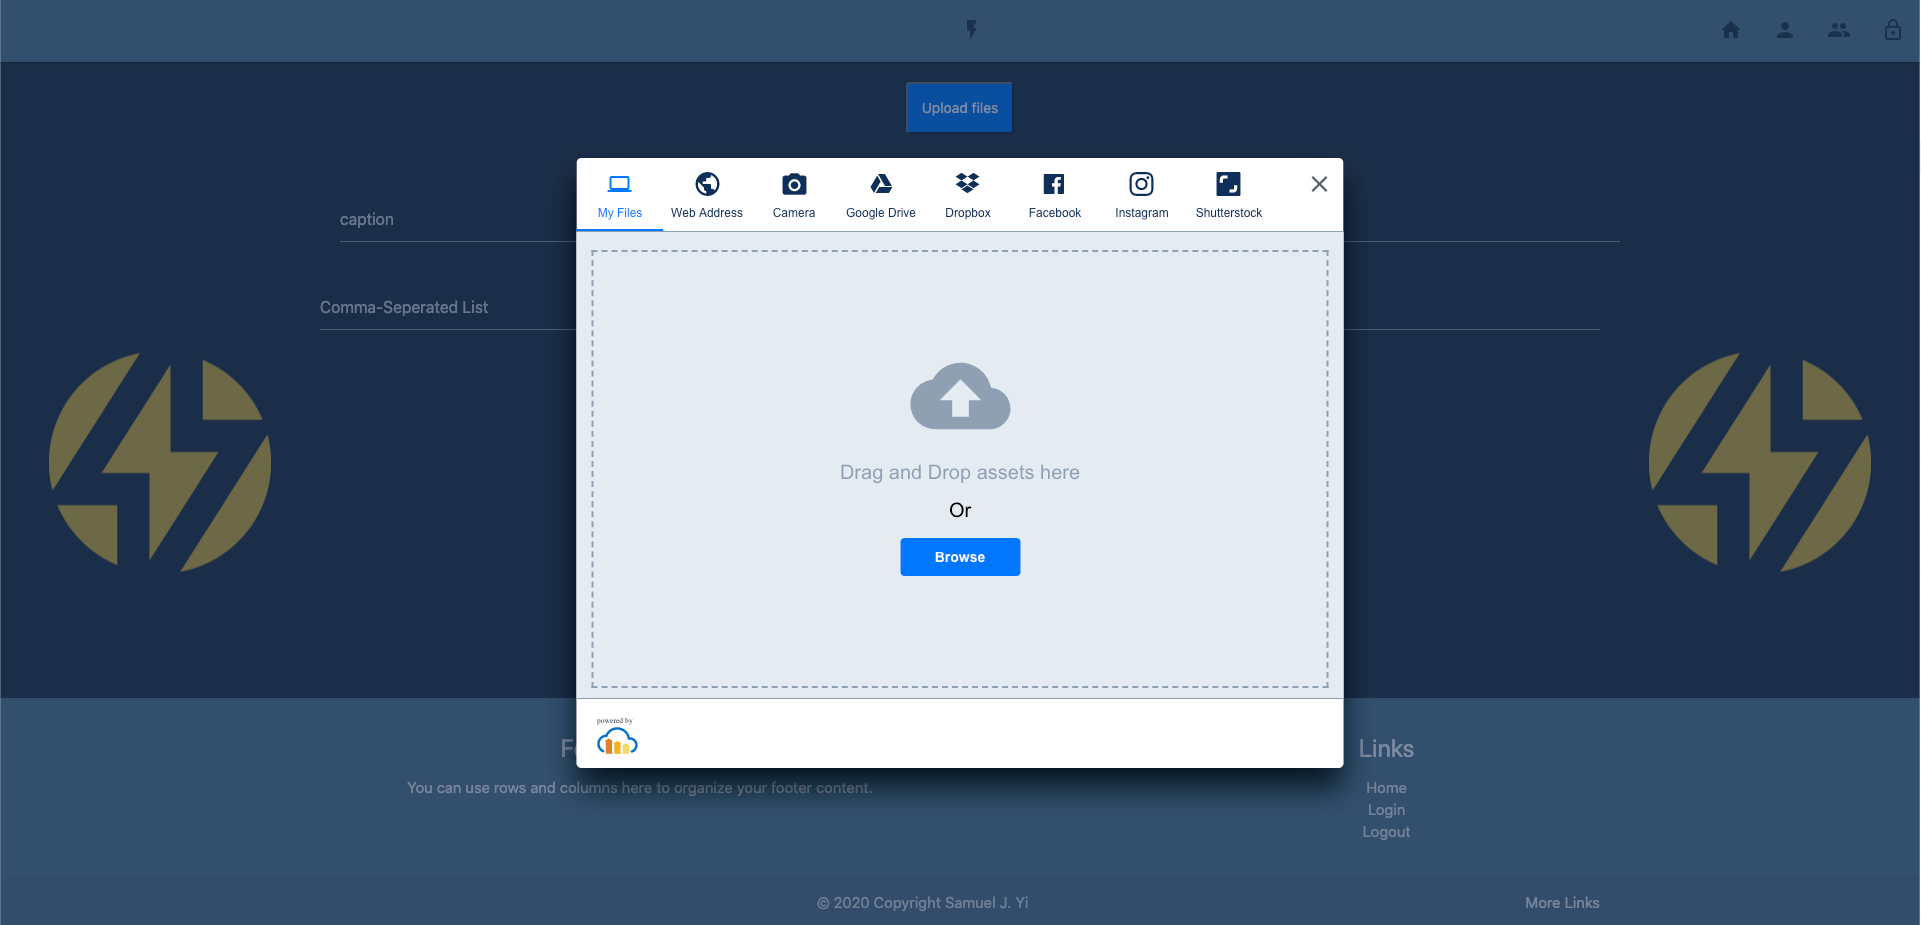 Upload files
My Files Web Address Camera Google Drive Dropbox Facebook Instagram Shutterstock
caption
Comma-Seperated List
Drag and Drop assets here
Or
Browse
powered by
Links
You can use rows and columns here to organize your footer content.
Home
Login
Logout
© 2020 Copyright Samuel J. Yi
More Links